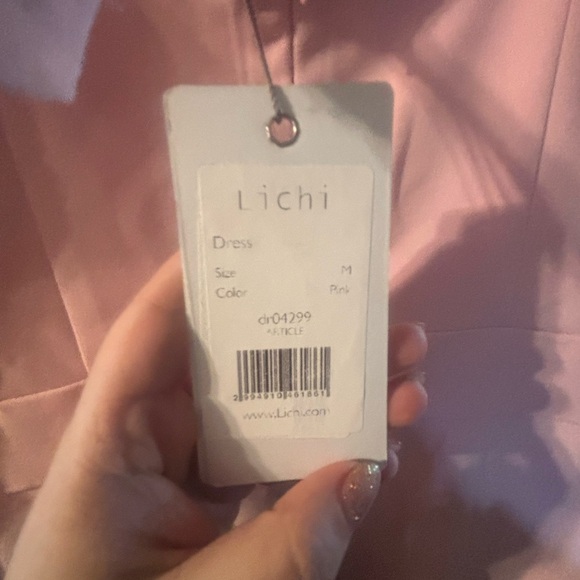 Lichi
Dress
Size M
Color Pink
dr04299
ARTICLE
www.Lichi.com